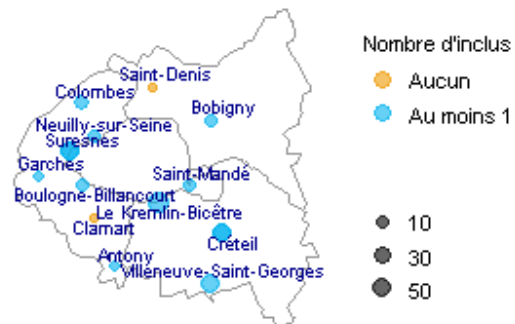 Nombre d'inclus
Saint-Denis
Aucun
Colombes
Au moins 1
Bobigny
Neuilly-sur-Seine
Suresnes
Garches
Saint-Mandé
Boulogne-Billancourt
Le Kremlin-Bicêtre
10
Clamart
Créteil
Antony
30
Villeneuve-Saint-Georges
50